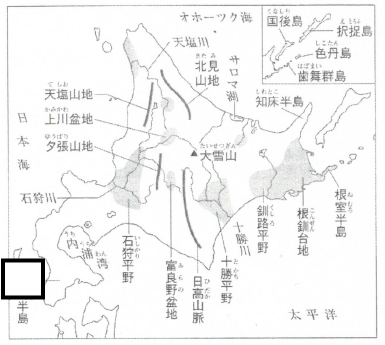 オホーツク海
天塩川
北見山地
きたみ
サロマ湖
国後島
くなしり
択捉島
えとろふ
色丹島
しこたん
歯舞群島
はぼまい
知床半島
しれとこ
天塩山地
てしお
上川盆地
かみかわ
夕張山地
ゆうばり
日本海
大雪山
たいせつざん
石狩川
内浦湾
うちうらわん
石狩平野
いしかり
富良野盆地
ふらの
日高山脈
ひだか
十勝平野
とかち
十勝川
釧路平野
くしろ
根釧台地
こんせん
根室半島
ねむろ
半島
太平洋